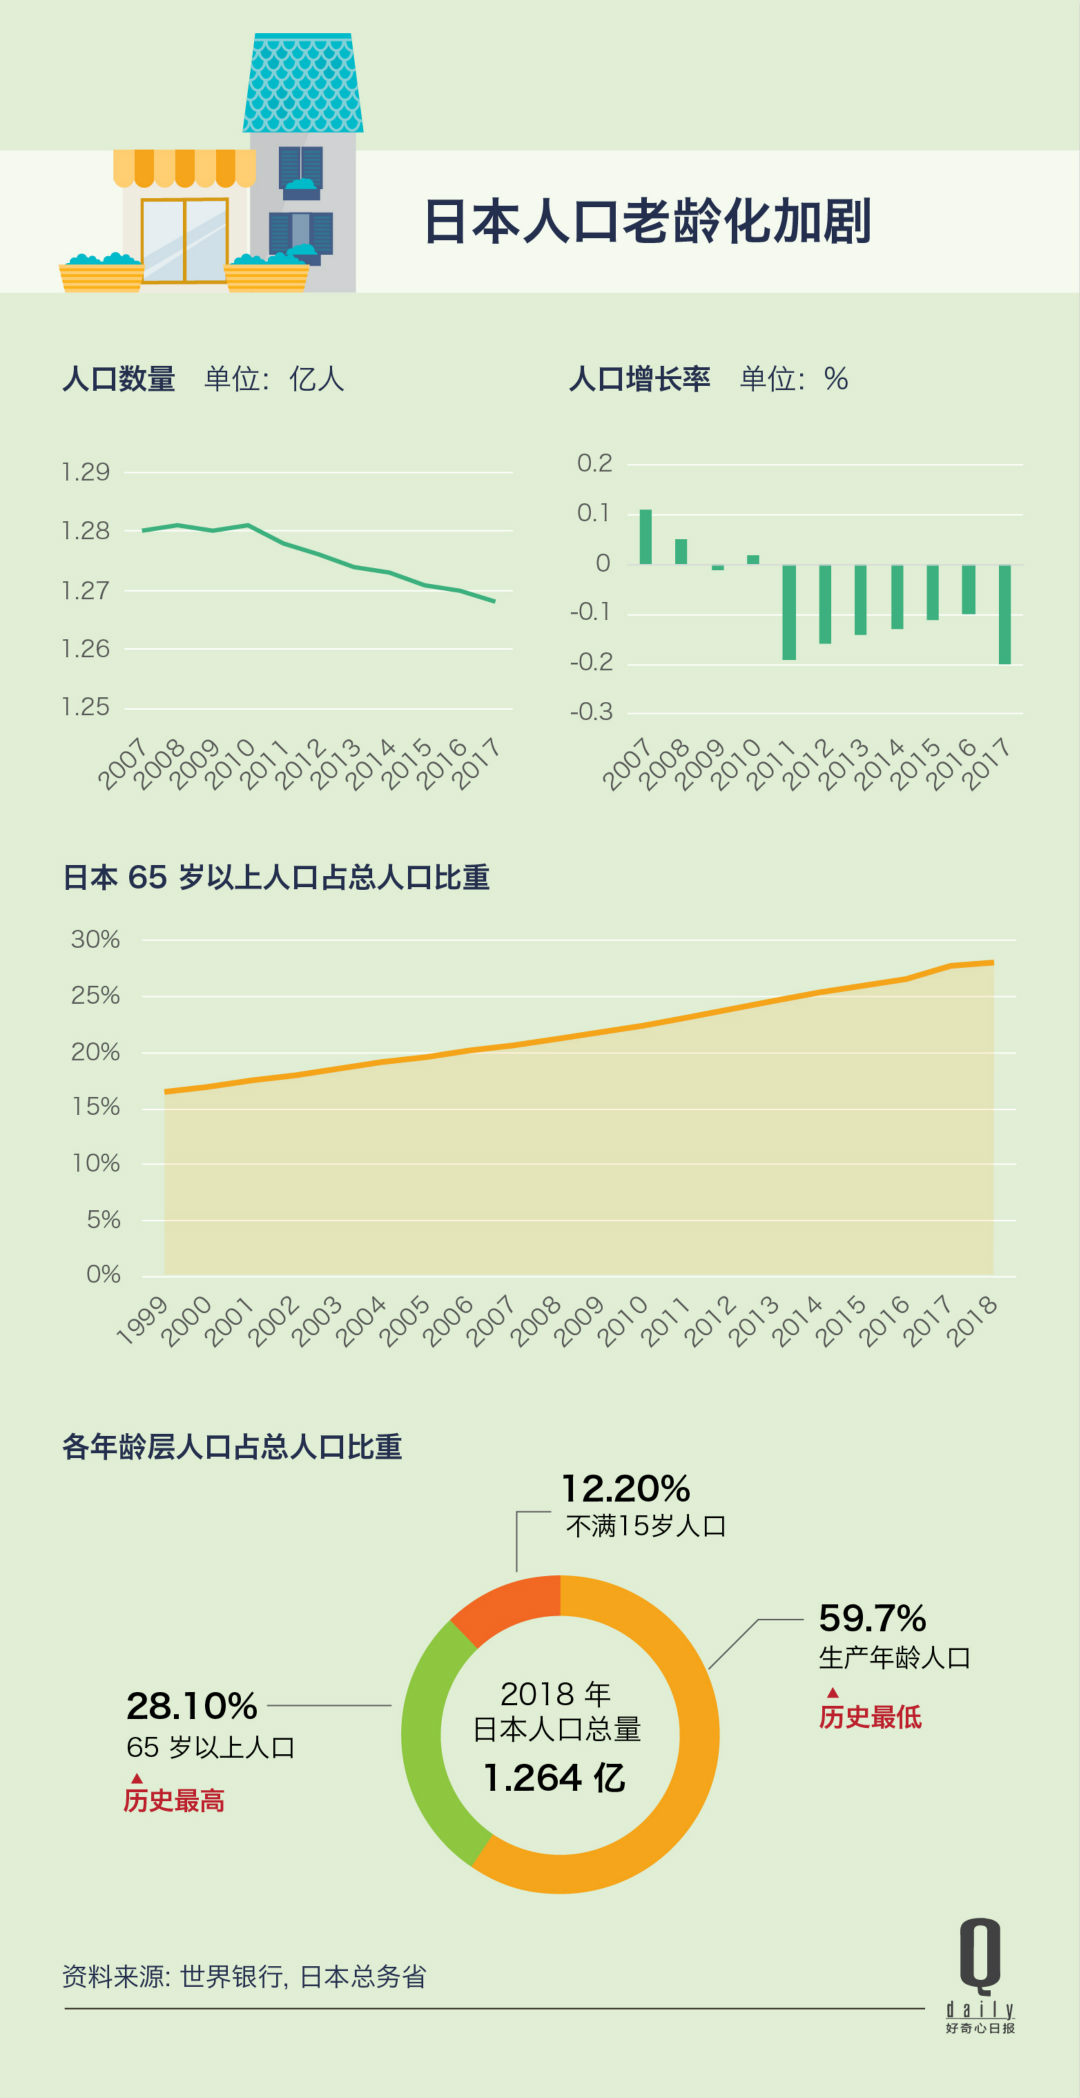 日本人口老龄化加剧
人口数量 单位：亿人
1.29
1.28
1.27
1.26
1.25
2007 2008 2009 2010 2011 2012 2013 2014 2015 2016 2017
人口增长率 单位：%
0.2
0.1
0
-0.1
-0.2
-0.3
2007 2008 2009 2010 2011 2012 2013 2014 2015 2016 2017
日本 65 岁以上人口占总人口比重
30%
25%
20%
15%
10%
5%
0%
1999 2000 2001 2002 2003 2004 2005 2006 2007 2008 2009 2010 2011 2012 2013 2014 2015 2016 2017 2018
各年龄层人口占总人口比重
12.20%
不满15岁人口
59.7%
生产年龄人口
历史最低
28.10%
65 岁以上人口
历史最高
2018 年
日本人口总量
1.264 亿
资料来源: 世界银行, 日本总务省
Q
daily
好奇心日报